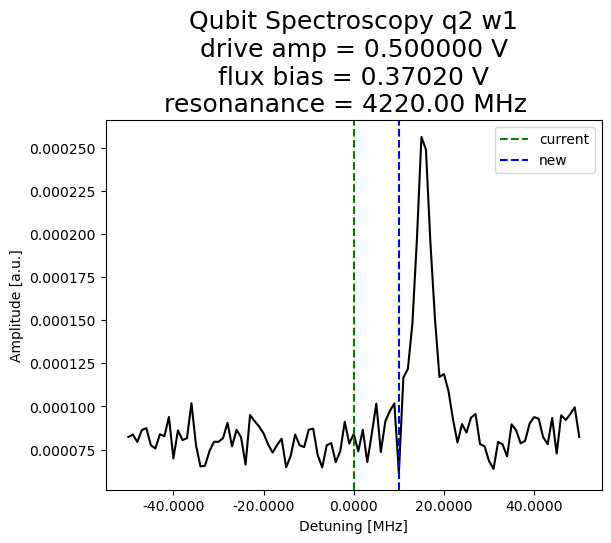 Qubit Spectroscopy q2 w1
drive amp = 0.500000 V
flux bias = 0.37020 V
resonanance = 4220.00 MHz
current
new
0.000250
0.000225
0.000200
0.000175
0.000150
0.000125
0.000100
0.000075
Amplitude [a.u.]
-40.0000 -20.0000 0.0000 20.0000 40.0000
Detuning [MHz]